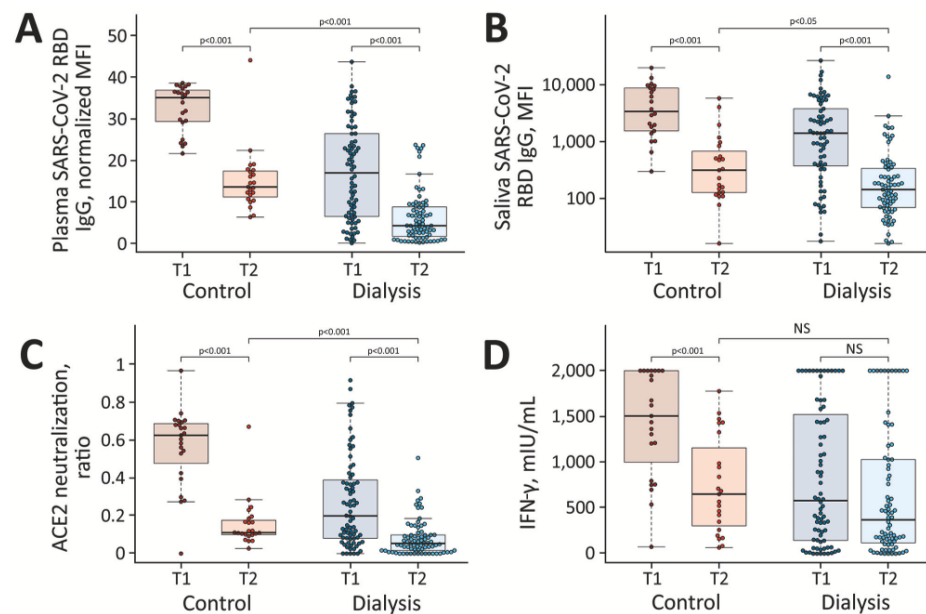 A
Plasma SARS-CoV-2 RBD
IgG, normalized MFI
50
40
30
20
10
0
p<0.001
p<0.001
p<0.001
T1
T2
T1
T2
Control
Dialysis
B
Saliva SARS-CoV-2
RBD IgG, MFI
10,000
1,000
100
p<0.05
p<0.001
p<0.001
T1
T2
T1
T2
Control
Dialysis
C
ACE2 neutralization,
ratio
1
0.8
0.6
0.4
0.2
0
p<0.001
p<0.001
p<0.001
T1
T2
T1
T2
Control
Dialysis
D
IFN-γ, mIU/mL
2,000
1,500
1,000
500
0
NS
p<0.001
NS
T1
T2
T1
T2
Control
Dialysis